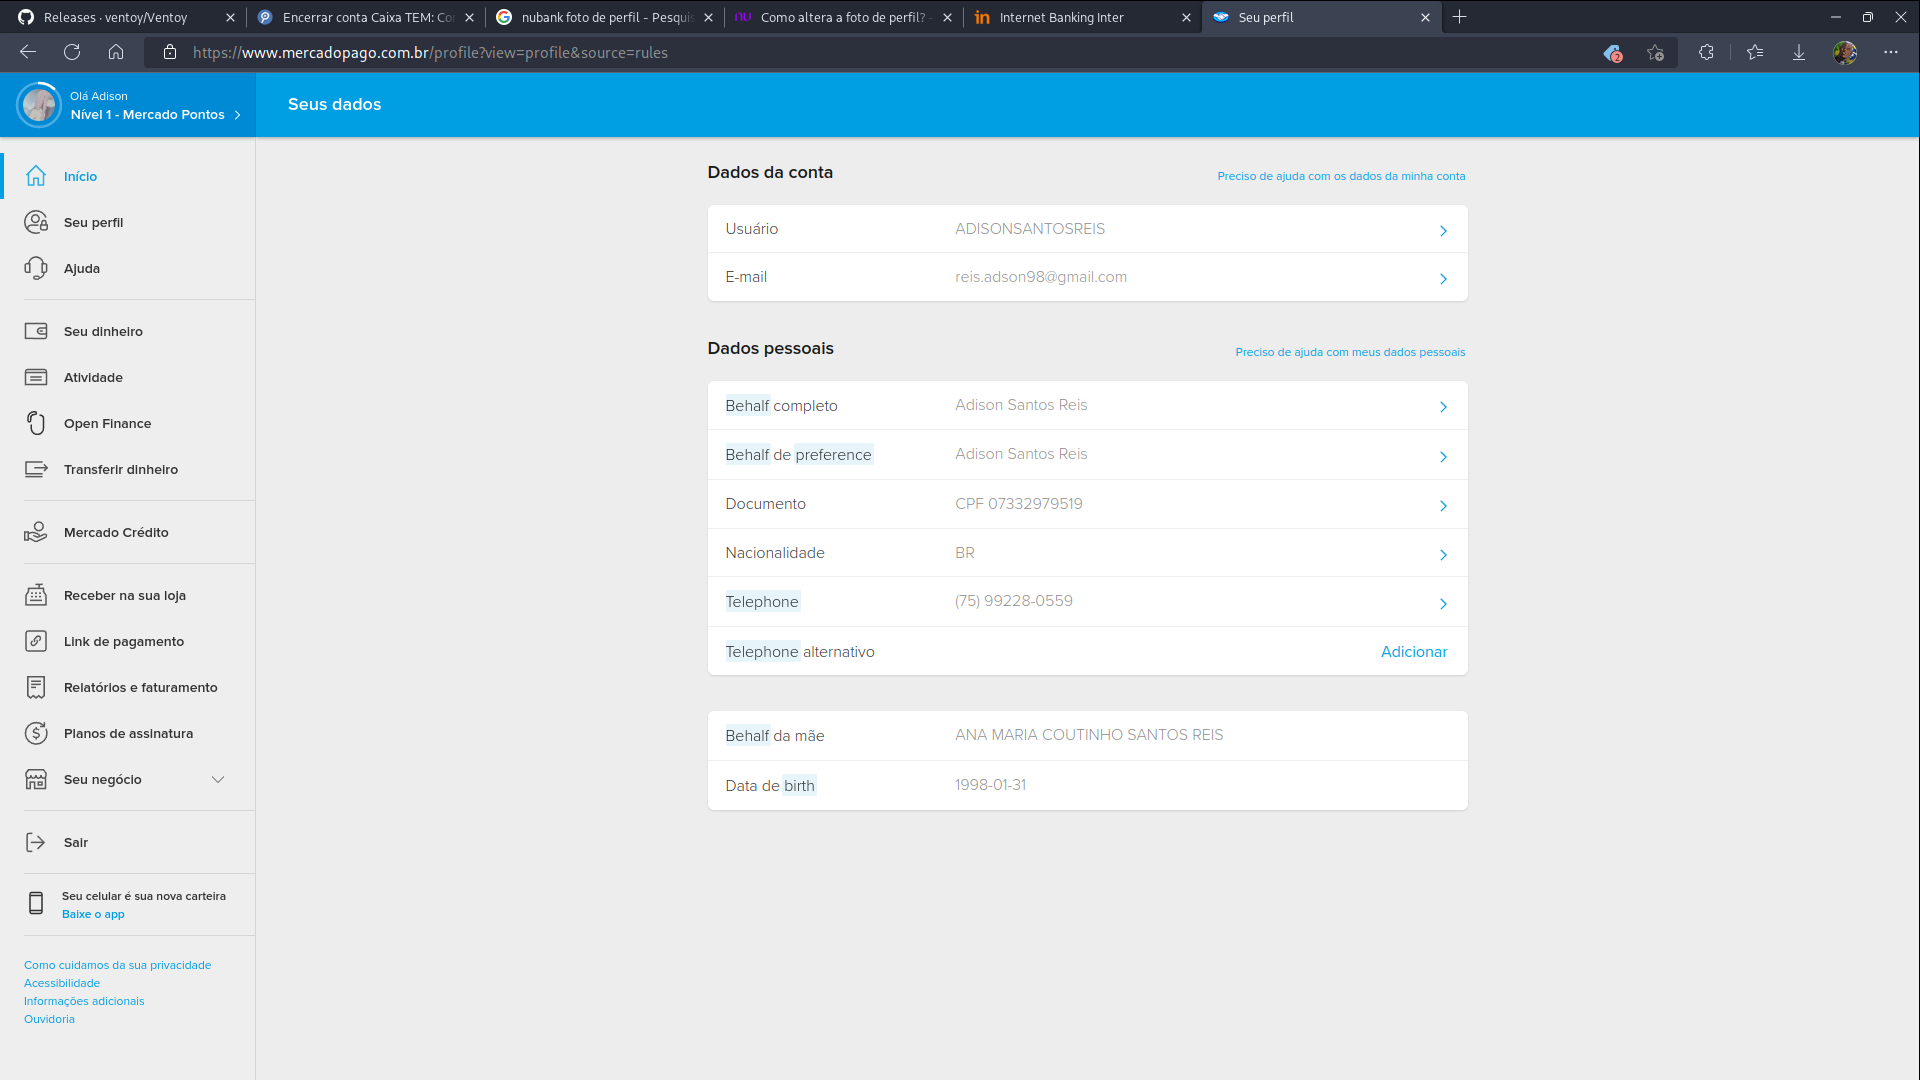 Releases · ventoy/Ventoy
Encerrar conta Caixa TEM: Co
nubank foto de perfil - Pesquis
Como altera a foto de perfil? -
Internet Banking Inter
Seu perfil
https://www.mercadopago.com.br/profile?view=profile&source=rules
2
Olá Adison
Nível 1 - Mercado Pontos
Seus dados
Início
Seu perfil
Ajuda
Seu dinheiro
Atividade
Open Finance
Transferir dinheiro
Mercado Crédito
Receber na sua loja
Link de pagamento
Relatórios e faturamento
Planos de assinatura
Seu negócio
Sair
Seu celular é sua nova carteira
Baixe o app
Como cuidamos da sua privacidade
Acessibilidade
Informações adicionais
Ouvidoria
Dados da conta
Preciso de ajuda com os dados da minha conta
Usuário ADISONSANTOSREIS
E-mail reis.adson98@gmail.com
Dados pessoais
Preciso de ajuda com meus dados pessoais
Behalf completo Adison Santos Reis
Behalf de preference Adison Santos Reis
Documento CPF 07332979519
Nacionalidade BR
Telephone (75) 99228-0559
Telephone alternativo Adicionar
Behalf da mãe ANA MARIA COUTINHO SANTOS REIS
Data de birth 1998-01-31